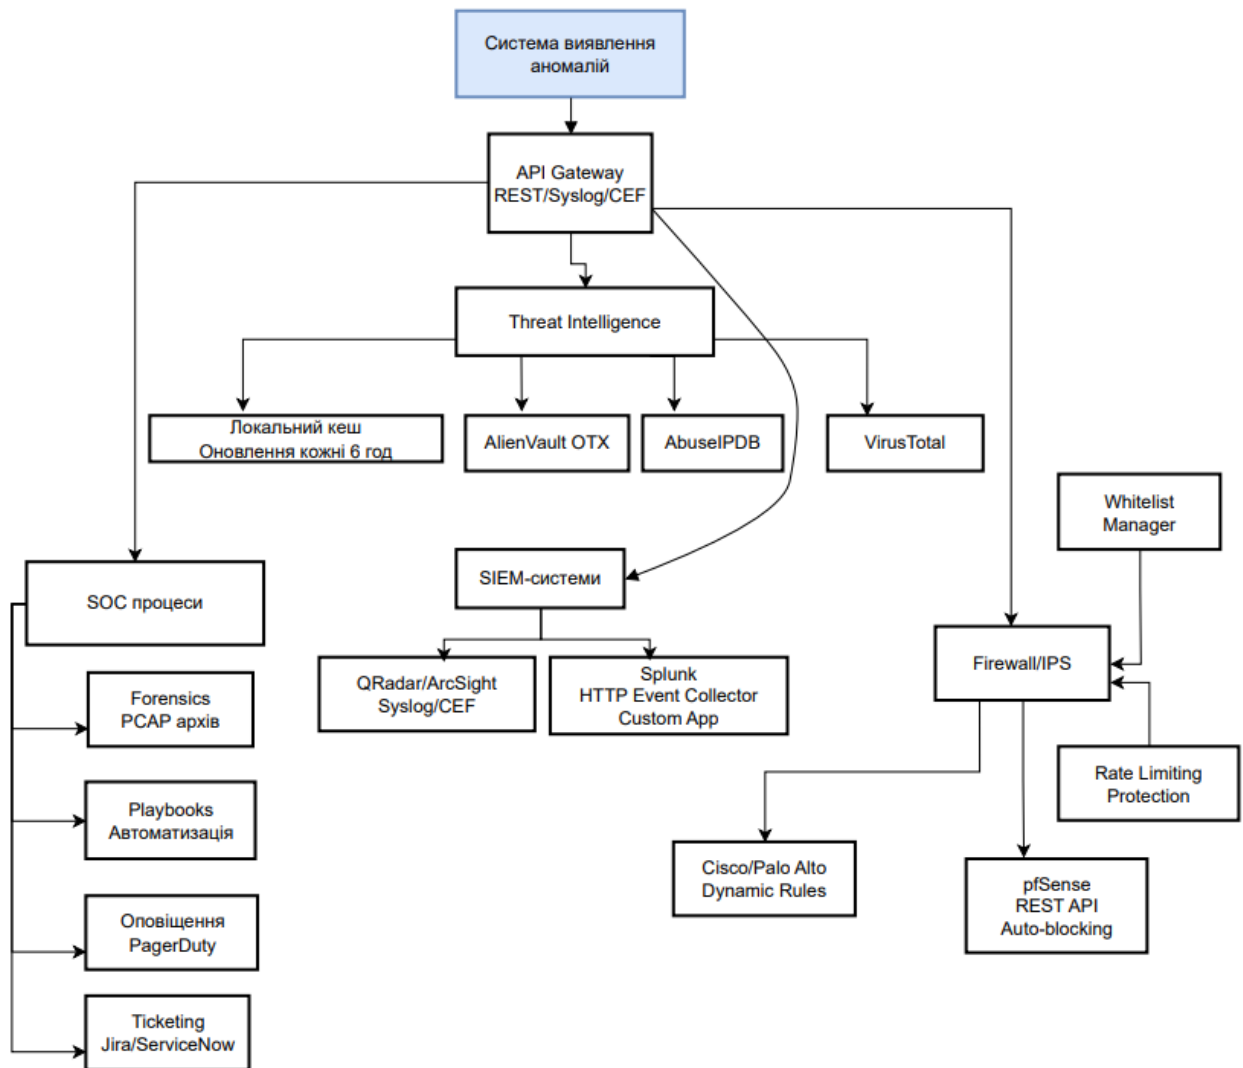 Система виявлення
аномалій
API Gateway
REST/Syslog/CEF
Threat Intelligence
Локальний кеш
Оновлення кожні 6 год
AlienVault OTX
AbuseIPDB
VirusTotal
Whitelist
Manager
SIEM-системи
SOC процеси
Firewall/IPS
QRadar/ArcSight
Syslog/CEF
Splunk
HTTP Event Collector
Custom App
Forensics
PCAP архів
Rate Limiting
Protection
Playbooks
Автоматизація
Cisco/Palo Alto
Dynamic Rules
pfSense
REST API
Auto-blocking
Оповіщення
PagerDuty
Ticketing
Jira/ServiceNow